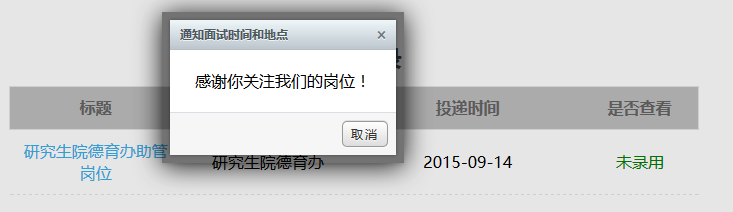 通知面试时间和地点
×
录
感谢你关注我们的岗位！
取消
标题
投递时间
是否查看
研究生院德育办助管
岗位
研究生院德育办
2015-09-14
未录用